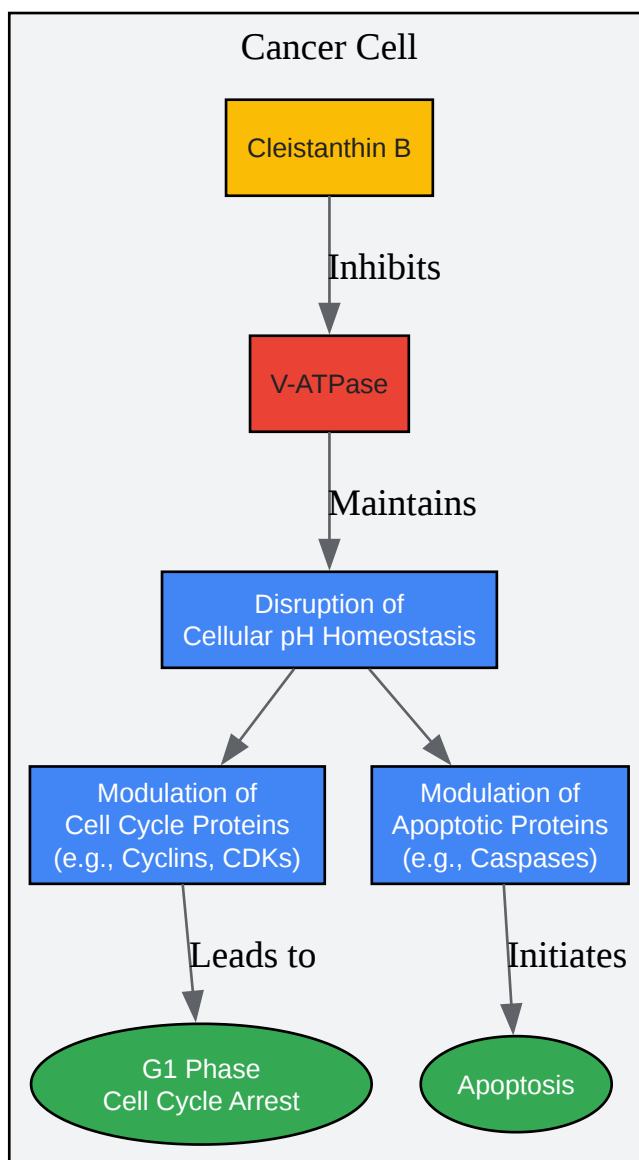 Cancer Cell
Cleistanthin B
Inhibits
V-ATPase
Maintains
Disruption of
Cellular pH Homeostasis
Modulation of
Cell Cycle Proteins
(e.g., Cyclins, CDKs)
Modulation of
Apoptotic Proteins
(e.g., Caspases)
Leads to
Initiates
G1 Phase
Cell Cycle Arrest
Apoptosis